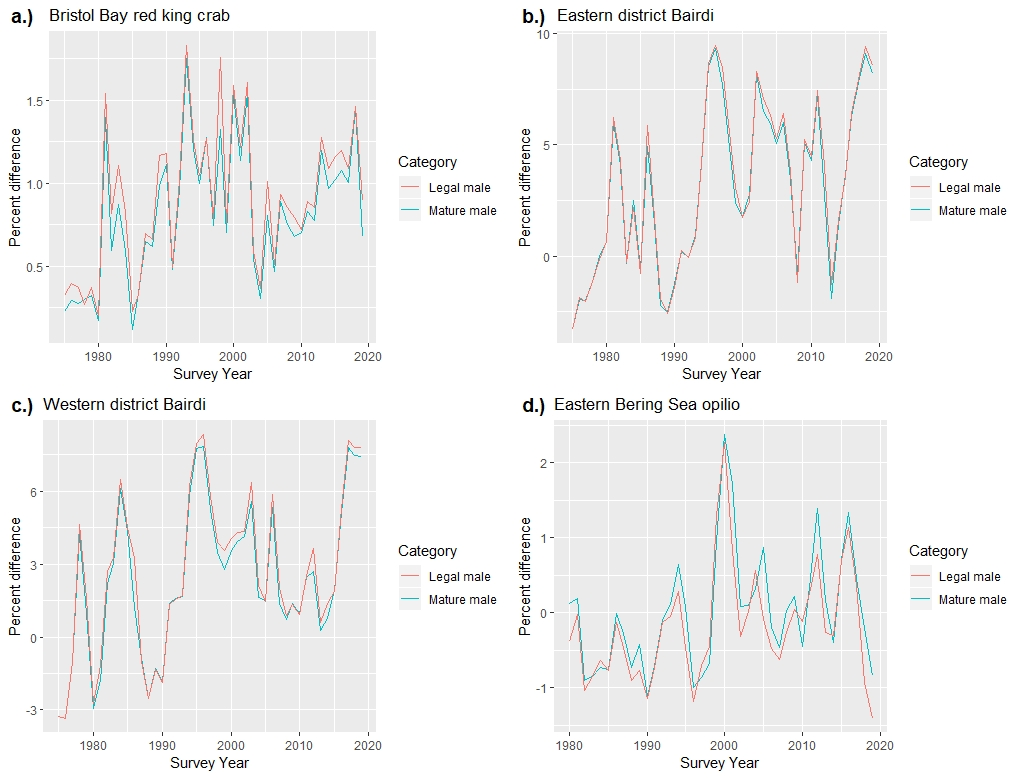 a.) Bristol Bay red king crab
Percent difference
1.5
1.0
0.5
1980 1990 2000 2010 2020
Survey Year
Category
Legal male
Mature male
b.) Eastern district Bairdi
Percent difference
10
5
0
1980 1990 2000 2010 2020
Survey Year
Category
Legal male
Mature male
c.) Western district Bairdi
Percent difference
6
3
0
-3
1980 1990 2000 2010 2020
Survey Year
Category
Legal male
Mature male
d.) Eastern Bering Sea opilio
Percent difference
2
1
0
-1
1980 1990 2000 2010 2020
Survey Year
Category
Legal male
Mature male